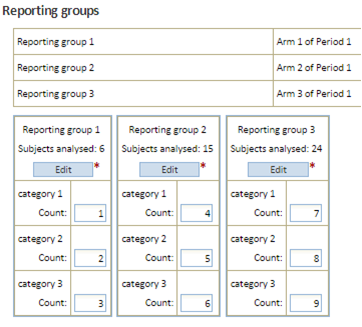 Reporting groups
Reporting group 1 Arm 1 of Period 1
Reporting group 2 Arm 2 of Period 1
Reporting group 3 Arm 3 of Period 1
Reporting group 1
Subjects analysed: 6
Edit *
category 1
Count: 1
category 2
Count: 2
category 3
Count: 3
Reporting group 2
Subjects analysed: 15
Edit *
category 1
Count: 4
category 2
Count: 5
category 3
Count: 6
Reporting group 3
Subjects analysed: 24
Edit *
category 1
Count: 7
category 2
Count: 8
category 3
Count: 9